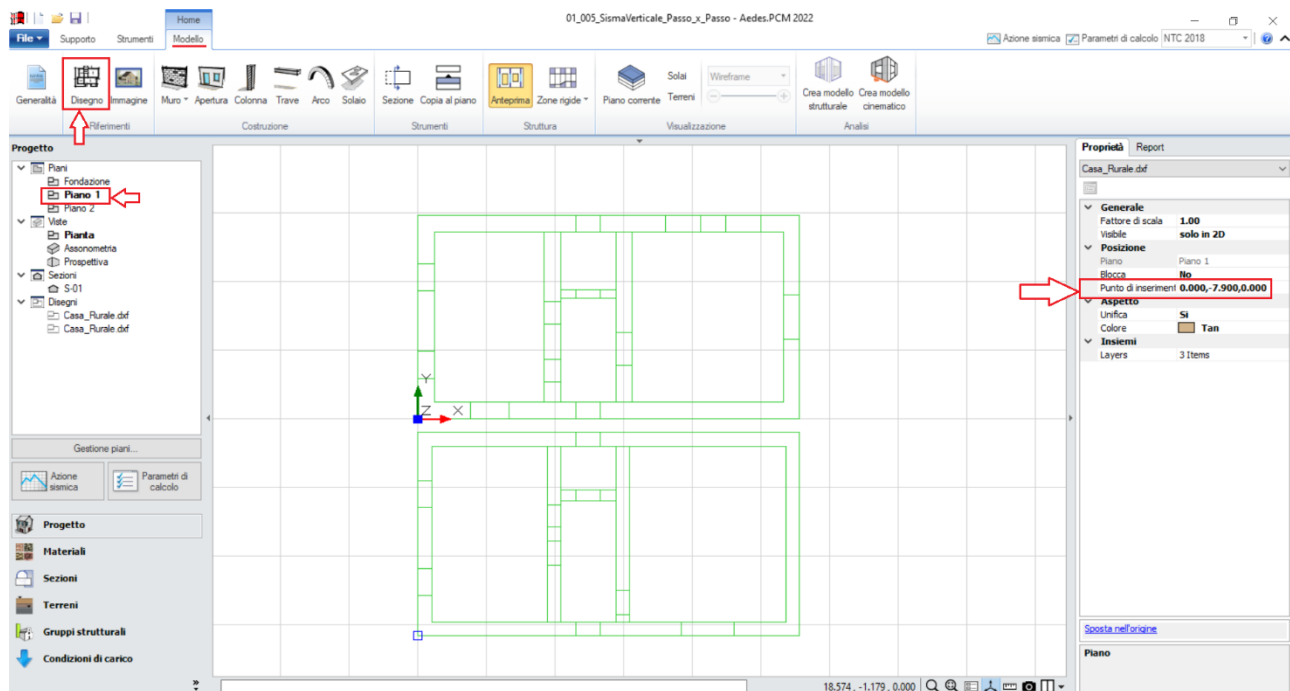 01_005_SismaVerticale_Passo_x_Passo - Aedes.PCM 2022
Home
File Supporto Strumenti Modello
Azione sismica Parametri di calcolo NTC 2018
Generalità Disegno Immagine Muro Apertura Colonna Trave Arco Solaio Sezione Copia al piano Anteprima Zone rigide Piano corrente
Solai Wireframe
Terreni
Crea modello strutturale Crea modello cinematico
Riferimenti Costruzione Strumenti Struttura Visualizzazione Analisi
Progetto
Piani
Fondazione
Piano 1
Piano 2
Viste
Pianta
Assonometria
Prospettiva
Sezioni
S-01
Disegni
Casa_Rurale.dxf
Casa_Rurale.dxf
Gestione piani...
Azione sismica
Parametri di calcolo
Progetto
Materiali
Sezioni
Terreni
Gruppi strutturali
Condizioni di carico
Y
Z X
18.574, -1.179, 0.000
Proprietà Report
Casa_Rurale.dxf
Generale
Fattore di scala 1.00
Visibile solo in 2D
Posizione
Piano Piano 1
Blocca No
Punto di inseriment 0.000,-7.900,0.000
Aspetto
Unifica Sì
Colore Tan
Insiemi
Layers 3 Items
Sposta nell'origine
Piano